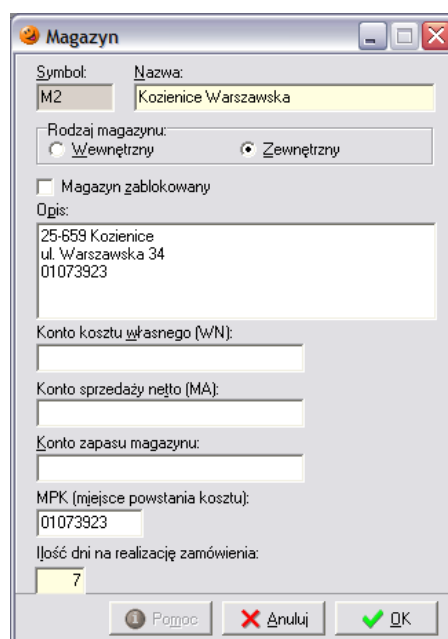 Magazyn
Symbol: Nazwa:
M2 Kozienice Warszawska
Rodzaj magazynu:
Wewnętrzny Zewnętrzny
Magazyn zablokowany
Opis:
25-659 Kozienice
ul. Warszawska 34
01073923
Konto kosztu własnego (WN):
Konto sprzedaży netto (MA):
Konto zapasu magazynu:
MPK (miejsce powstania kosztu):
01073923
Ilość dni na realizację zamówienia:
7
Pomoc Anuluj OK